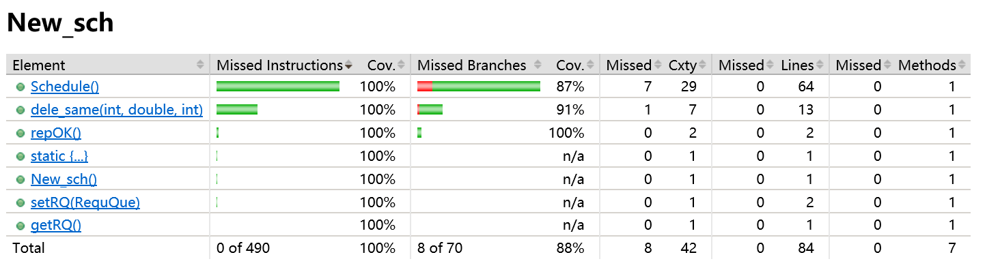 New_sch
Element Missed Instructions Cov. Missed Branches Cov. Missed Cxty Missed Lines Missed Methods
Schedule() 100% 87% 7 29 0 64 0 1
dele_same(int, double, int) 100% 91% 1 7 0 13 0 1
repOK() 100% 100% 0 2 0 2 0 1
static {...} 100% n/a 0 1 0 1 0 1
New_sch() 100% n/a 0 1 0 1 0 1
setRQ(RequQue) 100% n/a 0 1 0 2 0 1
getRQ() 100% n/a 0 1 0 1 0 1
Total 0 of 490 100% 8 of 70 88% 8 42 0 84 0 7